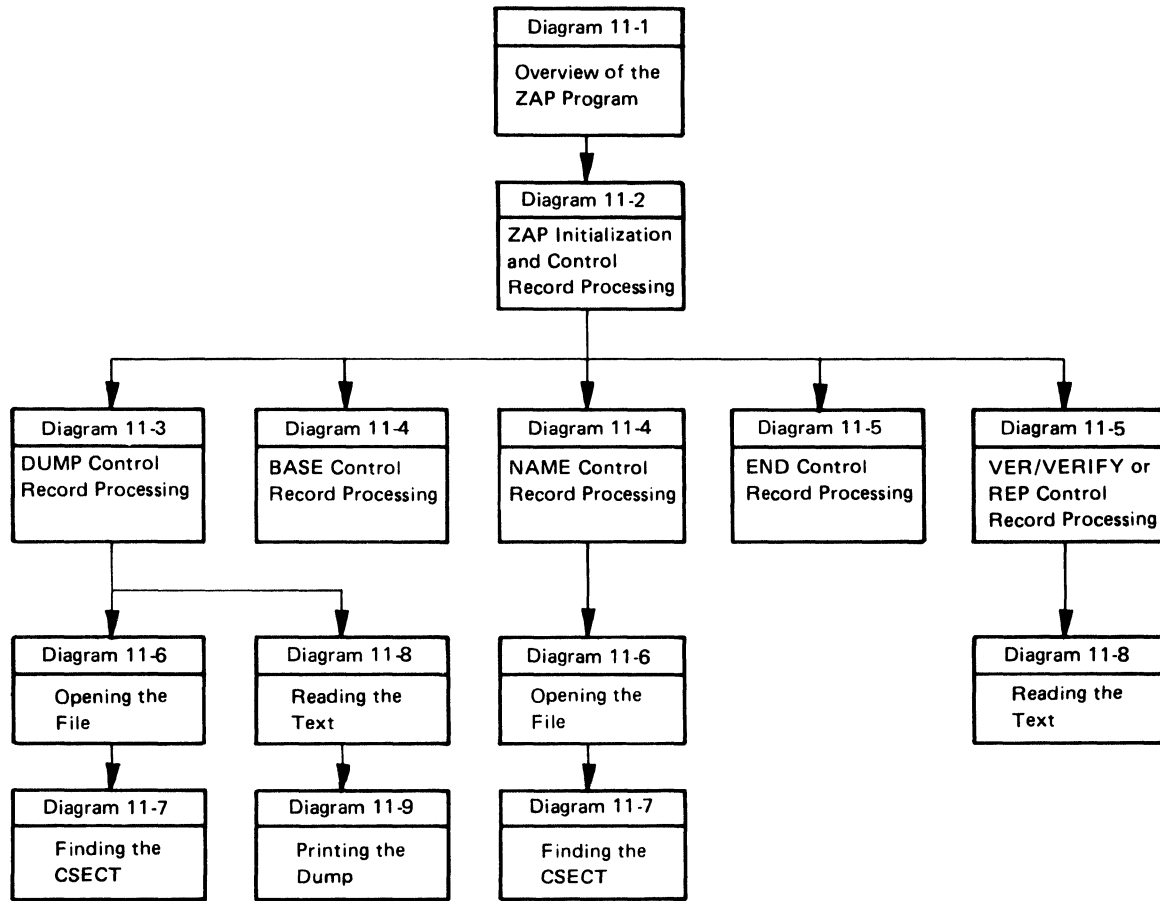 Diagram 11-1
Overview of the
ZAP Program
Diagram 11-2
ZAP Initialization
and Control
Record Processing
Diagram 11-3
DUMP Control
Record Processing
Diagram 11-4
BASE Control
Record Processing
Diagram 11-4
NAME Control
Record Processing
Diagram 11-5
END Control
Record Processing
Diagram 11-5
VER/VERIFY or
REP Control
Record Processing
Diagram 11-6
Opening the
File
Diagram 11-8
Reading the
Text
Diagram 11-6
Opening the
File
Diagram 11-8
Reading the
Text
Diagram 11-7
Finding the
CSECT
Diagram 11-9
Printing the
Dump
Diagram 11-7
Finding the
CSECT